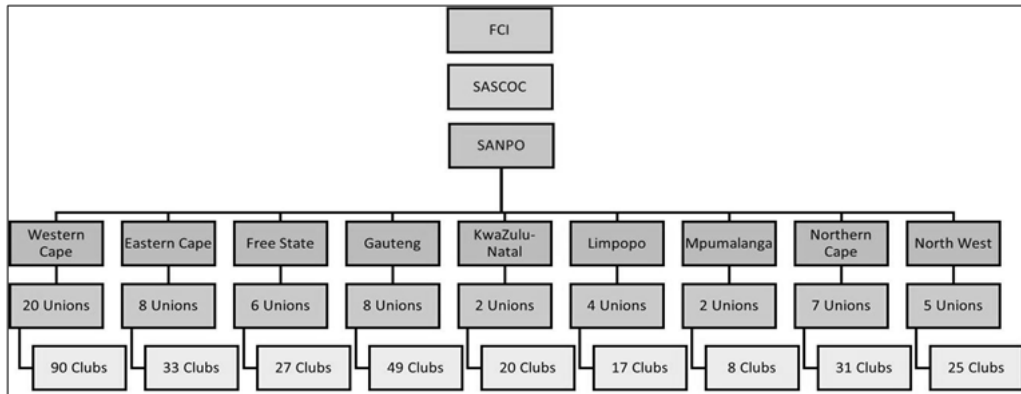 FCI
SASCOC
SANPO
Western
Cape
Eastern Cape
Free State
Gauteng
KwaZulu-
Natal
Limpopo
Mpumalanga
Northern
Cape
North West
20 Unions
8 Unions
6 Unions
8 Unions
2 Unions
4 Unions
2 Unions
7 Unions
5 Unions
90 Clubs
33 Clubs
27 Clubs
49 Clubs
20 Clubs
17 Clubs
8 Clubs
31 Clubs
25 Clubs